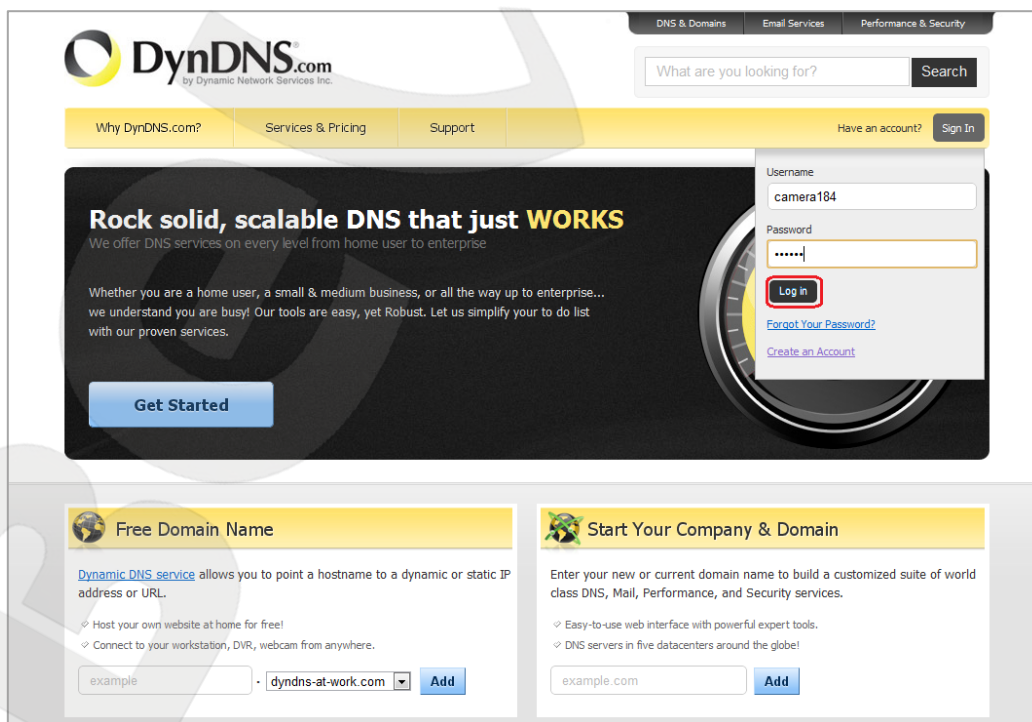 DNS & Domains Email Services Performance & Security
DynDNS.com
by Dynamic Network Services Inc.
What are you looking for? Search
Why DynDNS.com? Services & Pricing Support Have an account? Sign In
Username
camera184
Password
••••••
Log in
Forgot Your Password?
Create an Account
Rock solid, scalable DNS that just WORKS
We offer DNS services on every level from home user to enterprise
Whether you are a home user, a small & medium business, or all the way up to enterprise...
we understand you are busy! Our tools are easy, yet Robust. Let us simplify your to do list
with our proven services.
Get Started
Free Domain Name
Dynamic DNS service allows you to point a hostname to a dynamic or static IP
address or URL.
Host your own website at home for free!
Connect to your workstation, DVR, webcam from anywhere.
example . dyndns-at-work.com Add
Start Your Company & Domain
Enter your new or current domain name to build a customized suite of world
class DNS, Mail, Performance, and Security services.
Easy-to-use web interface with powerful expert tools.
DNS servers in five datacenters around the globe!
example.com Add